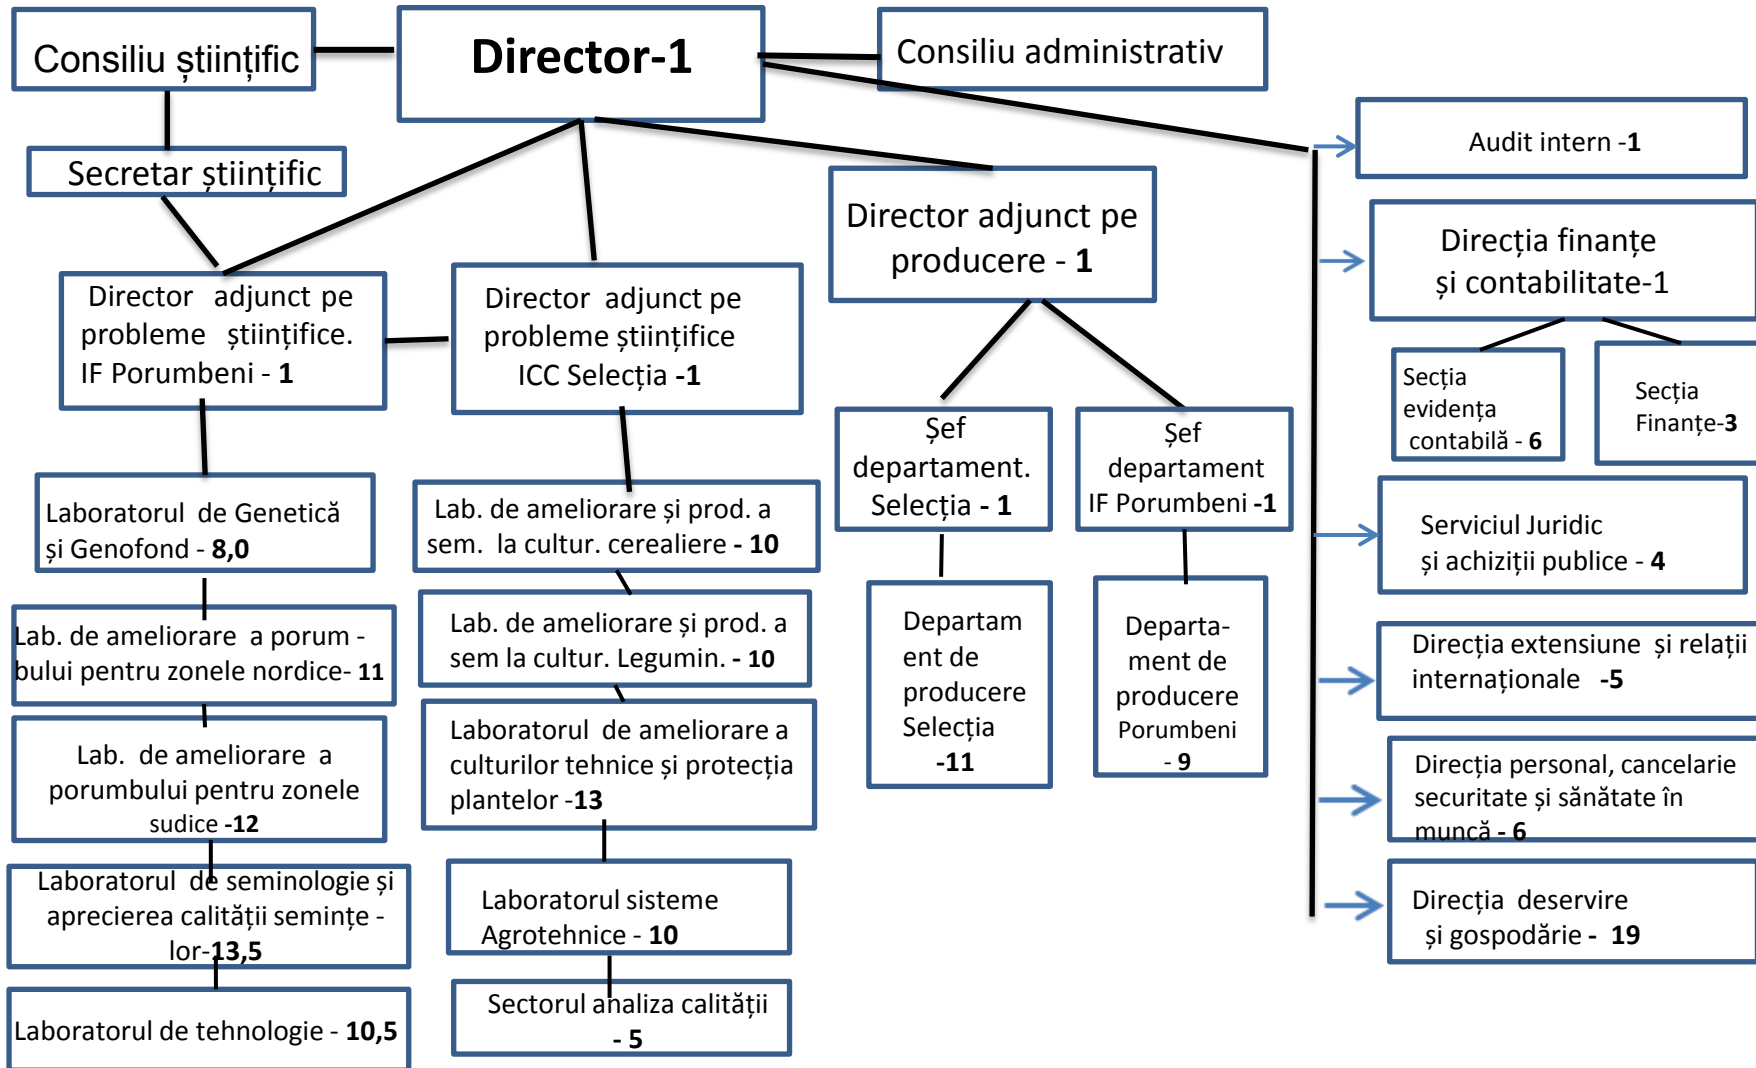 Consiliu științific
Director-1
Consiliu administrativ
Secretar științific
Director adjunct pe
probleme științifice.
IF Porumbeni - 1
Director adjunct pe
probleme științifice
ICC Selecția -1
Director adjunct pe
producere - 1
Laboratorul de Genetică
și Genofond - 8,0
Lab. de ameliorare a porum -
bului pentru zonele nordice- 11
Lab. de ameliorare a
porumbului pentru zonele
sudice -12
Laboratorul de seminologie și
aprecierea calității semințe -
lor-13,5
Laboratorul de tehnologie - 10,5
Lab. de ameliorare și prod. a
sem. la cultur. cerealiere - 10
Lab. de ameliorare și prod. a
sem la cultur. Legumin. - 10
Laboratorul de ameliorare a
culturilor tehnice și protecția
plantelor -13
Laboratorul sisteme
Agrotehnice - 10
Sectorul analiza calității
- 5
Șef
departament.
Selecția - 1
Șef
departament
IF Porumbeni -1
Departam
ent de
producere
Selecția
-11
Departa-
ment de
producere
Porumbeni
- 9
Audit intern -1
Direcția finanțe
și contabilitate-1
Secția
evidența
contabilă - 6
Secția
Finanțe-3
Serviciul Juridic
și achiziții publice - 4
Direcția extensiune și relații
internaționale -5
Direcția personal, cancelarie
securitate și sănătate în
muncă - 6
Direcția deservire
și gospodărie - 19